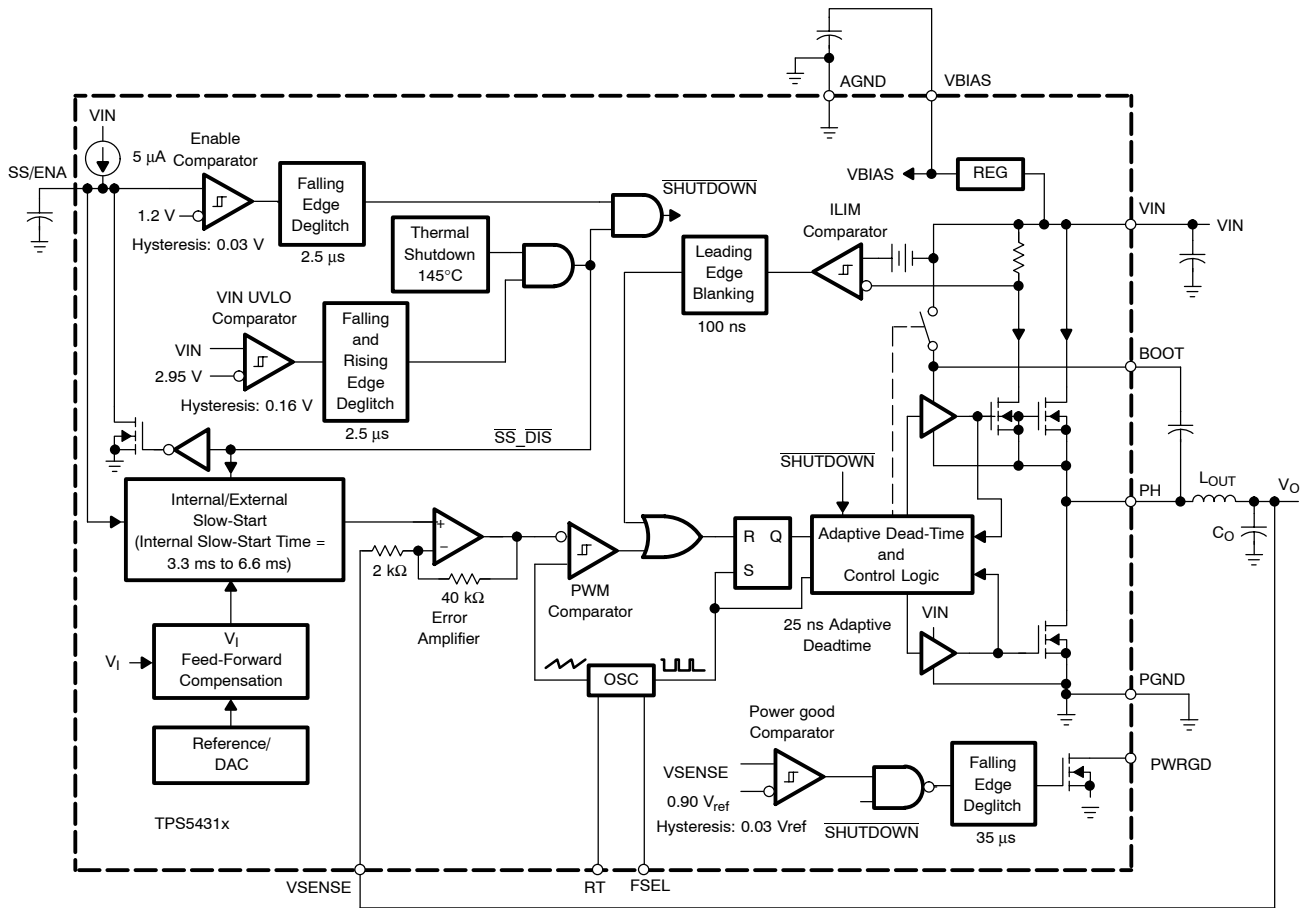 AGND
VBIAS
VIN
5 μA
Enable
Comparator
SS/ENA
1.2 V
Hysteresis: 0.03 V
Falling
Edge
Deglitch
2.5 μs
SHUTDOWN
VBIAS
REG
Thermal
Shutdown
145°C
Leading
Edge
Blanking
100 ns
ILIM
Comparator
VIN
VIN
VIN UVLO
Comparator
VIN
2.95 V
Hysteresis: 0.16 V
Falling
and
Rising
Edge
Deglitch
2.5 μs
BOOT
SS_DIS
SHUTDOWN
Internal/External
Slow-Start
(Internal Slow-Start Time =
3.3 ms to 6.6 ms)
+
−
2 kΩ
40 kΩ
Error
Amplifier
PWM
Comparator
R Q
S
Adaptive Dead-Time
and
Control Logic
25 ns Adaptive
Deadtime
VIN
PH
LOUT
VO
CO
VI
VI
Feed-Forward
Compensation
OSC
PGND
Reference/
DAC
Power good
Comparator
VSENSE
0.90 Vref
Hysteresis: 0.03 Vref
SHUTDOWN
Falling
Edge
Deglitch
35 μs
PWRGD
TPS5431x
VSENSE
RT
FSEL